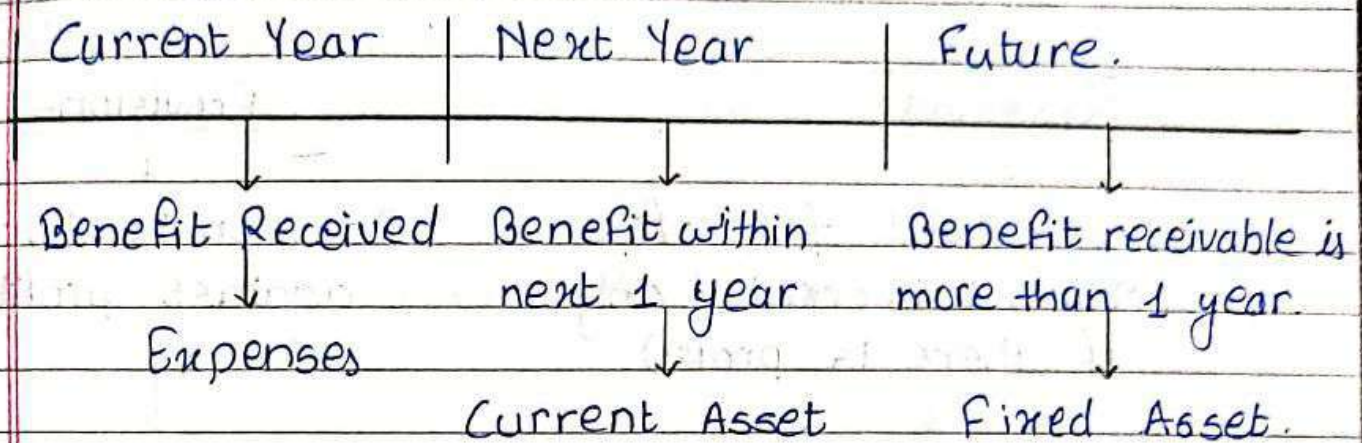 Current Year Next Year Future.
Benefit Received Benefit within Benefit receivable is
next 1 year more than 1 year.
Expenses
Current Asset Fixed Asset.